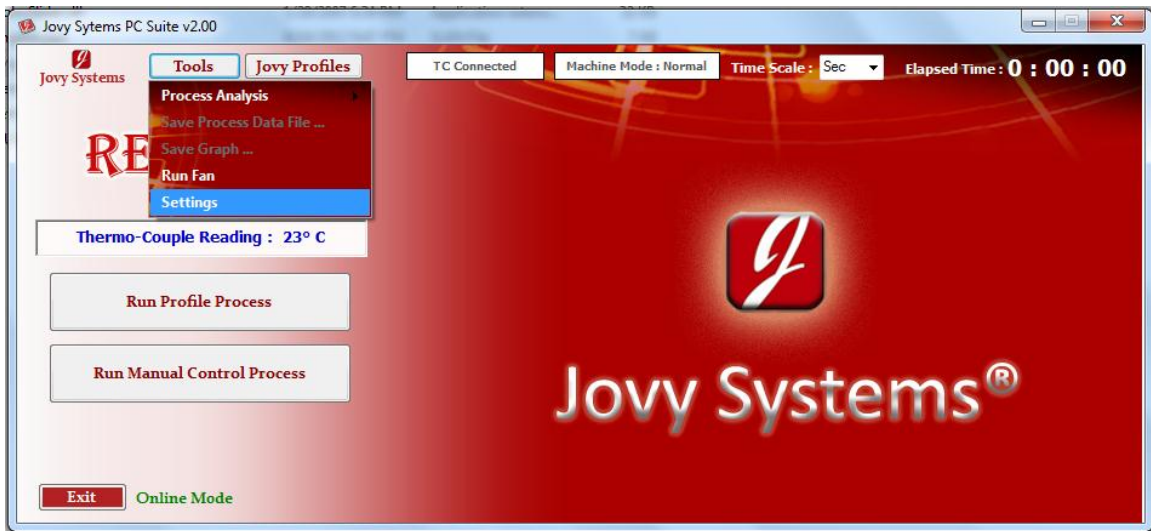 Jovy Sytems PC Suite v2.00
Jovy Systems
Tools
Jovy Profiles
TC Connected
Machine Mode : Normal
Time Scale : Sec
Elapsed Time : 0 : 00 : 00
Process Analysis
Save Process Data File ...
Save Graph ...
Run Fan
Settings
RE
Thermo-Couple Reading : 23° C
Run Profile Process
Run Manual Control Process
Jovy Systems®
Exit
Online Mode